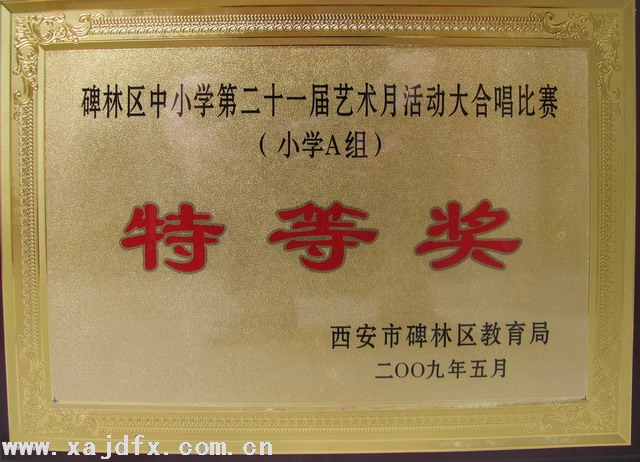 碑林区中小学第二十一届艺术月活动大合唱比赛
（小学A组）
特等奖
西安市碑林区教育局
二〇〇九年五月
www.xajdfx.com.cn